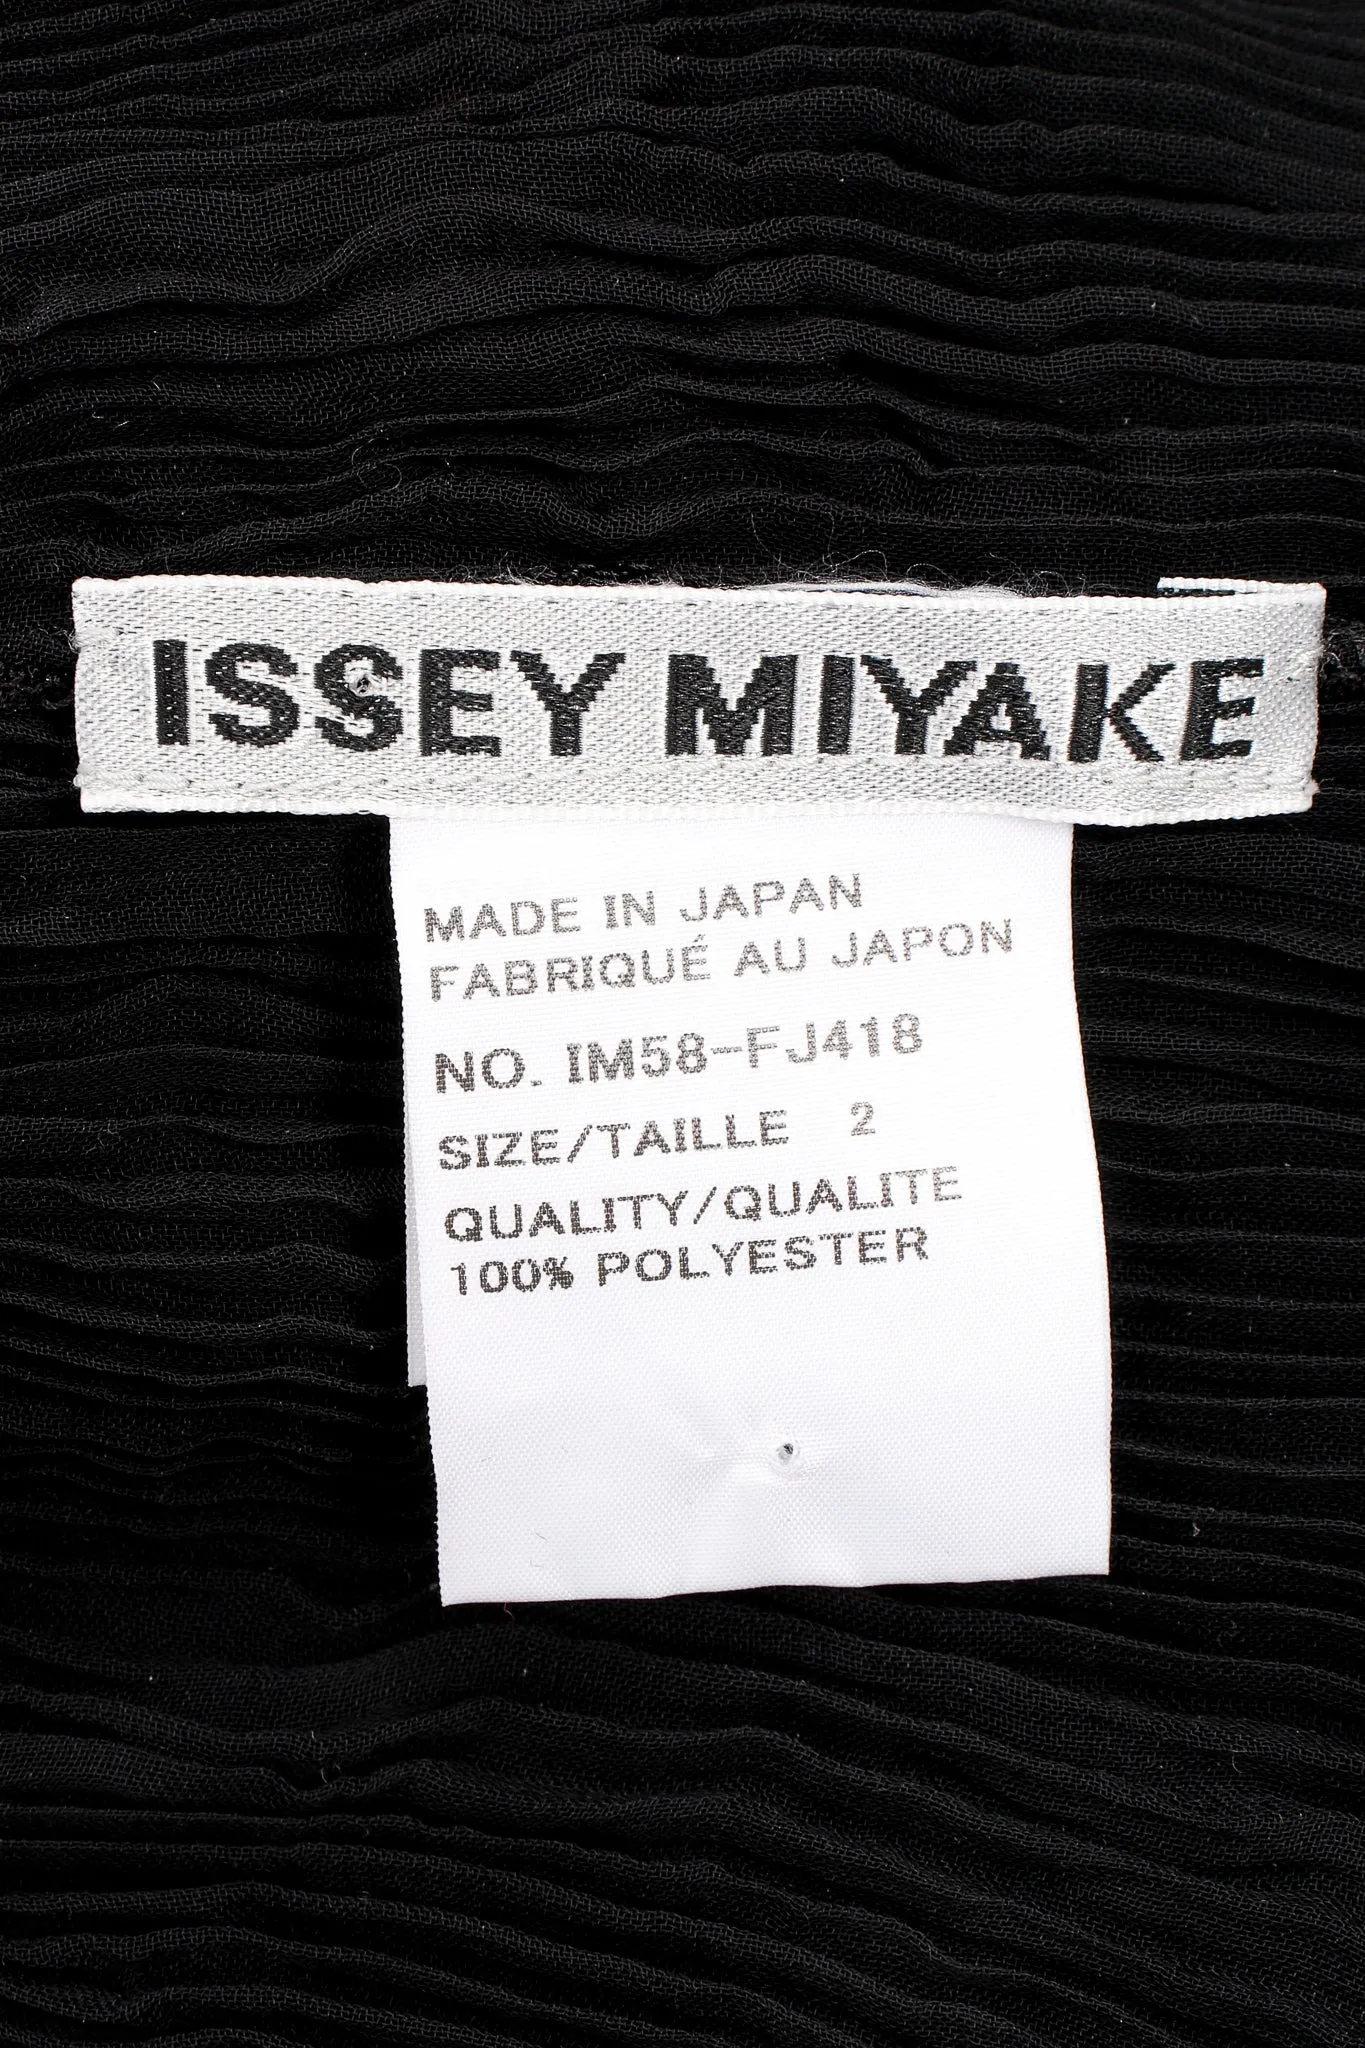 ISSEY MIYAKE
MADE IN JAPAN
FABRIQUÉ AU JAPON
NO. IM58-FJ418
SIZE/TAILLE 2
QUALITY/QUALITE
100% POLYESTER